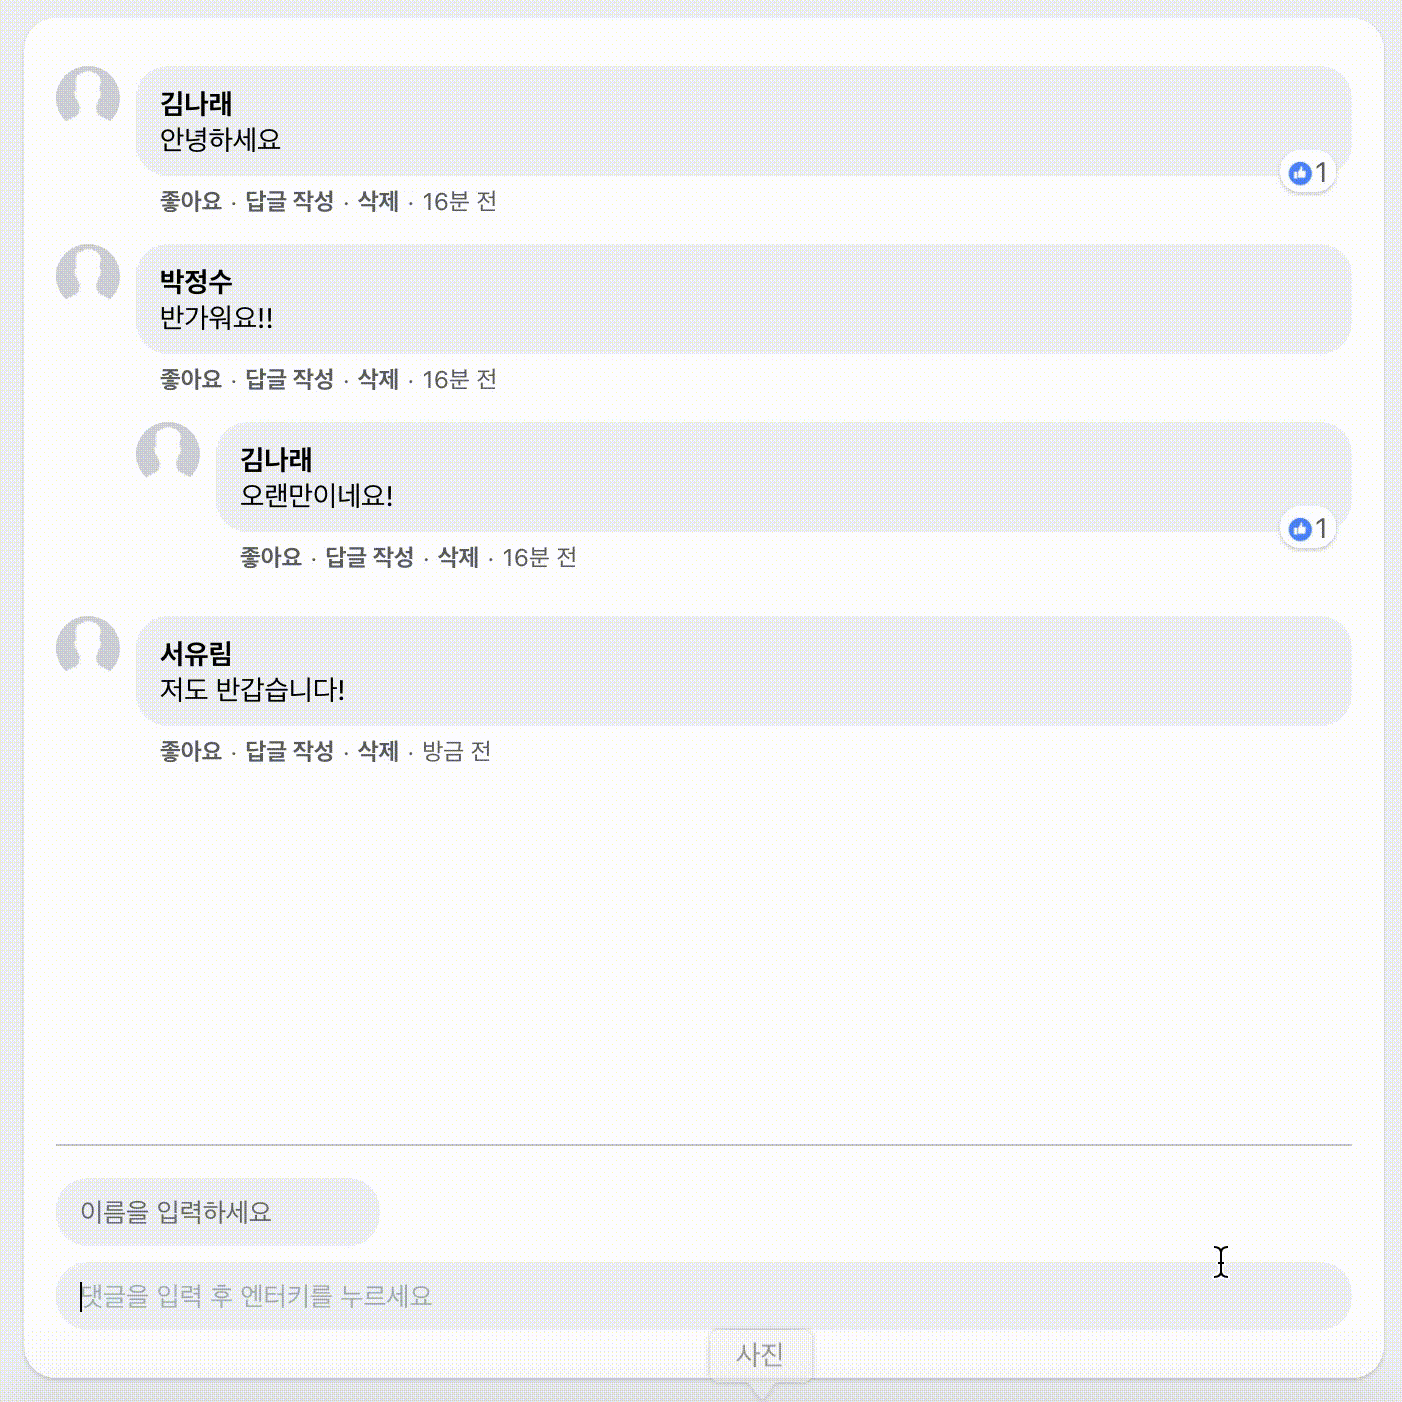 김나래
안녕하세요
1
좋아요 · 답글 작성 · 삭제 · 16분 전
박정수
반가워요!!
좋아요 · 답글 작성 · 삭제 · 16분 전
김나래
오랜만이네요!
1
좋아요 · 답글 작성 · 삭제 · 16분 전
서유림
저도 반갑습니다!
좋아요 · 답글 작성 · 삭제 · 방금 전
이름을 입력하세요
댓글을 입력 후 엔터키를 누르세요
사진